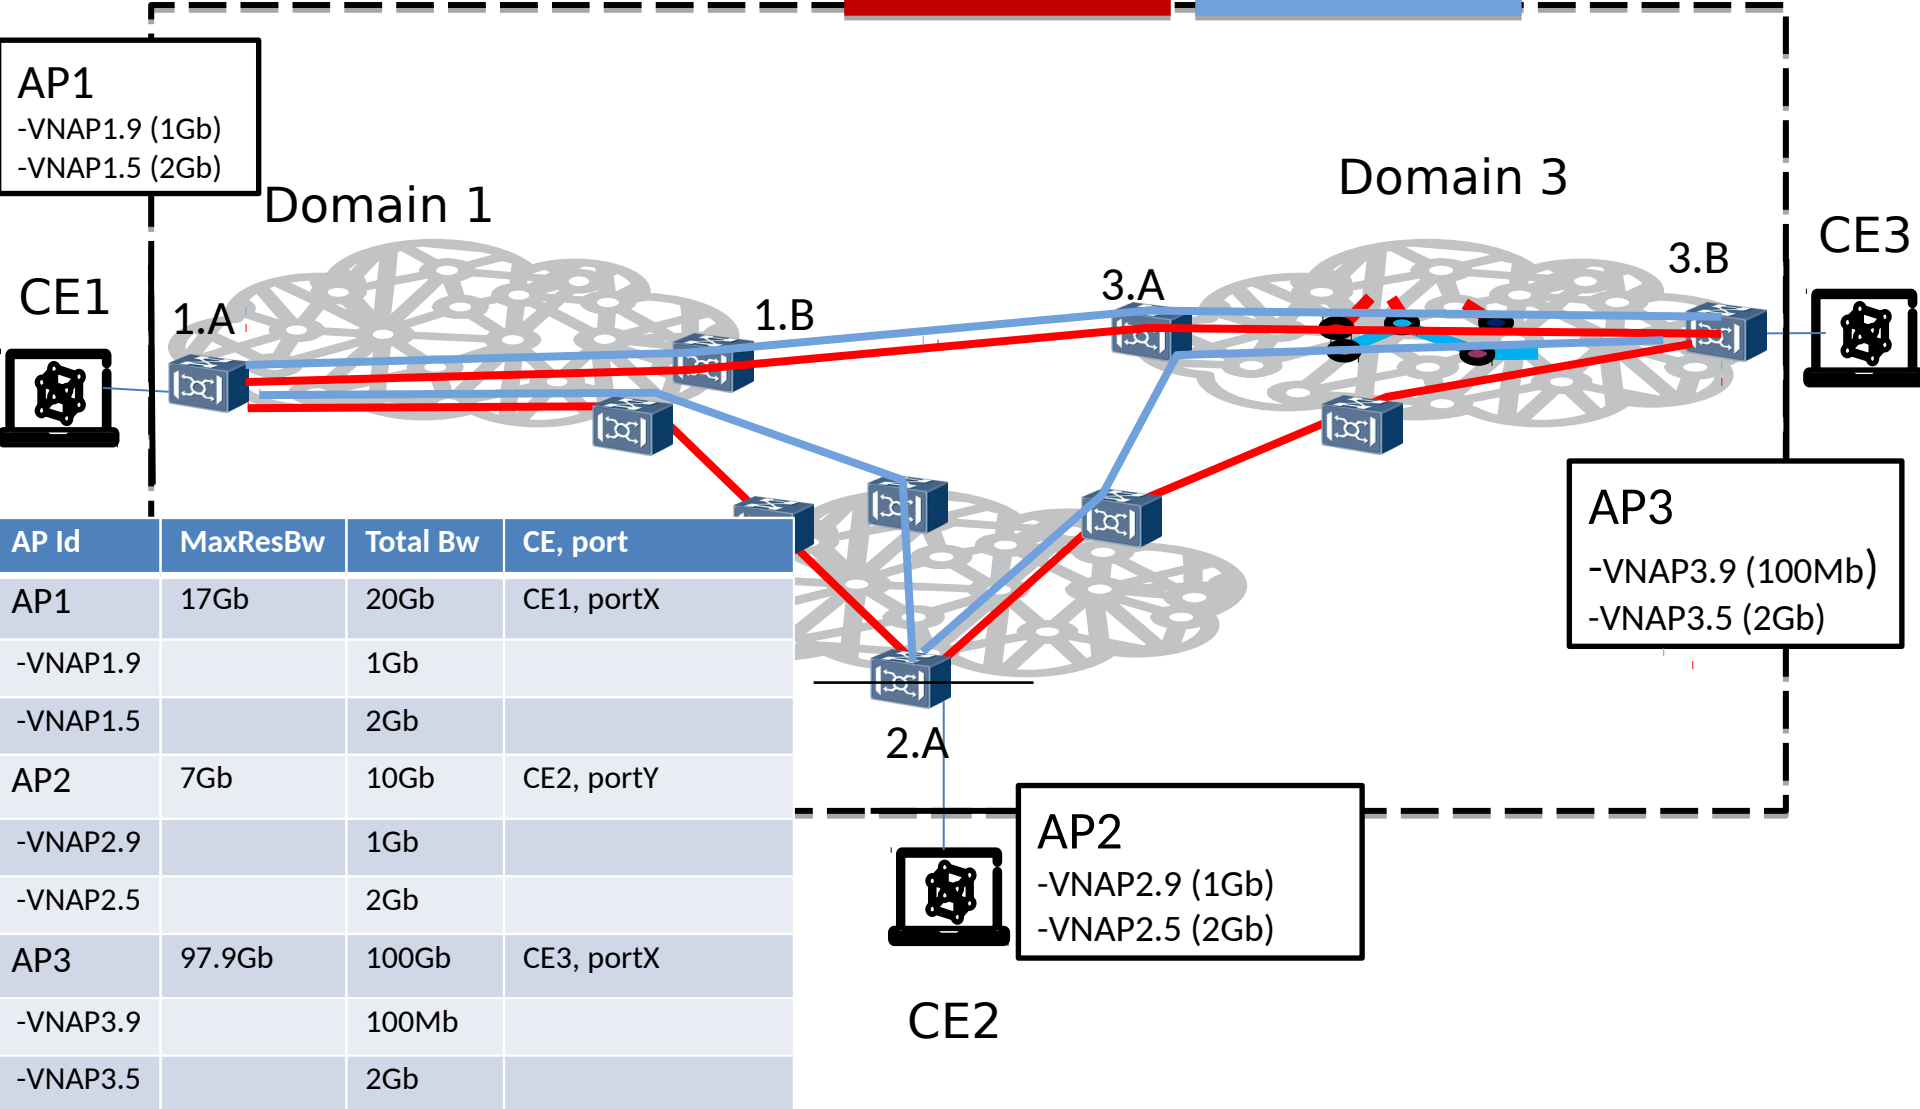 AP1
-VNAP1.9 (1Gb)
-VNAP1.5 (2Gb)
Domain 1
Domain 3
CE3
3.B
3.A
CE1
1.A
1.B
AP3
-VNAP3.9 (100Mb)
-VNAP3.5 (2Gb)
AP Id MaxResBw Total Bw CE, port
AP1 17Gb 20Gb CE1, portX
-VNAP1.9 1Gb
-VNAP1.5 2Gb
AP2 7Gb 10Gb CE2, portY
-VNAP2.9 1Gb
-VNAP2.5 2Gb
AP3 97.9Gb 100Gb CE3, portX
-VNAP3.9 100Mb
-VNAP3.5 2Gb
2.A
AP2
-VNAP2.9 (1Gb)
-VNAP2.5 (2Gb)
CE2